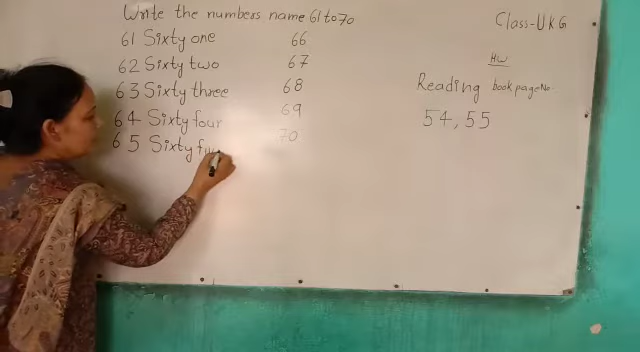 Write the numbers name 61 to 70
61 Sixty one
62 Sixty two
63 Sixty three
64 Sixty four
65 Sixty
66
67
68
69
70
Class-U.K.G
HW
Reading book page No.
54, 55